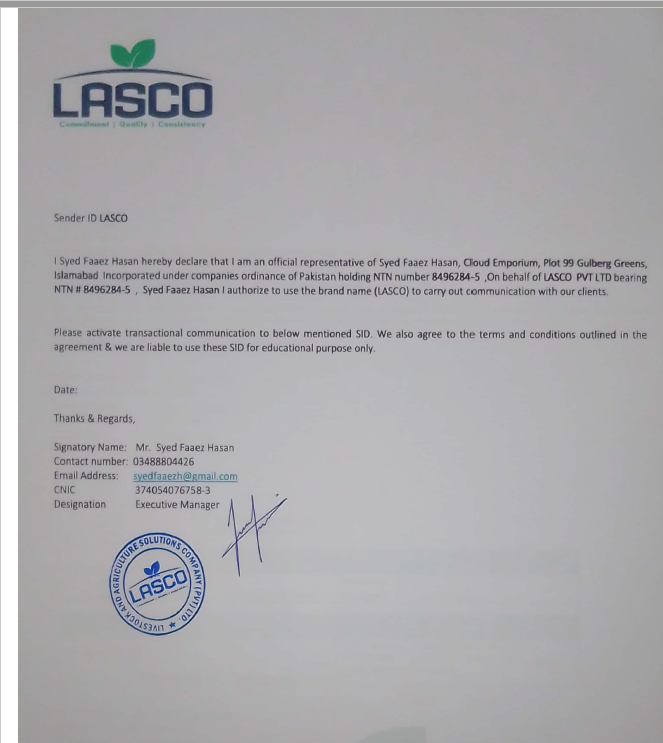 LASCO
Commitment | Quality | Consistency
Sender ID LASCO
I Syed Faaez Hasan hereby declare that I am an official representative of Syed Faaez Hasan, Cloud Emporium, Plot 99 Gulberg Greens,
Islamabad Incorporated under companies ordinance of Pakistan holding NTN number 8496284-5 ,On behalf of LASCO PVT LTD bearing
NTN # 8496284-5 , Syed Faaez Hasan I authorize to use the brand name (LASCO) to carry out communication with our clients.
Please activate transactional communication to below mentioned SID. We also agree to the terms and conditions outlined in the
agreement & we are liable to use these SID for educational purpose only.
Date:
Thanks & Regards,
Signatory Name: Mr. Syed Faaez Hasan
Contact number: 03488804426
Email Address: syedfaaezh@gmail.com
CNIC 374054076758-3
Designation Executive Manager
LIVESTOCK AND AGRICULTURE SOLUTIONS COMPANY (PVT) LTD.
LASCO